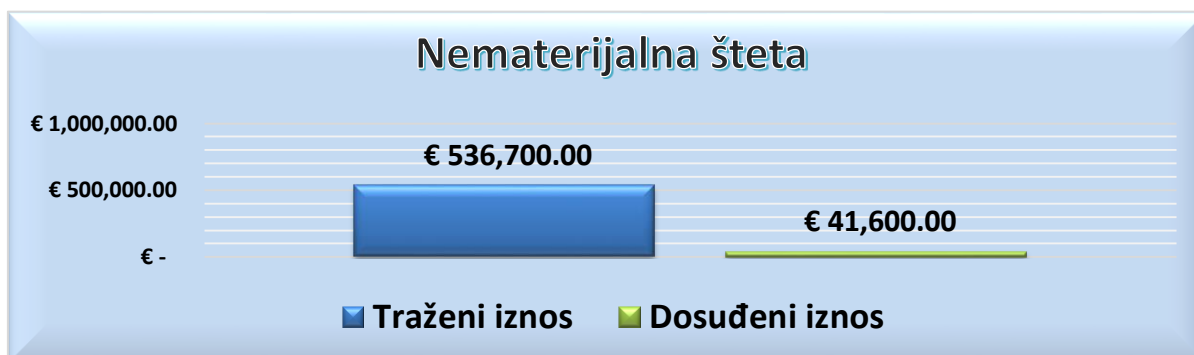 Nematerijalna šteta
€ 1,000,000.00
€ 536,700.00
€ 500,000.00
€ 41,600.00
€ -
Traženi iznos
Dosuđeni iznos